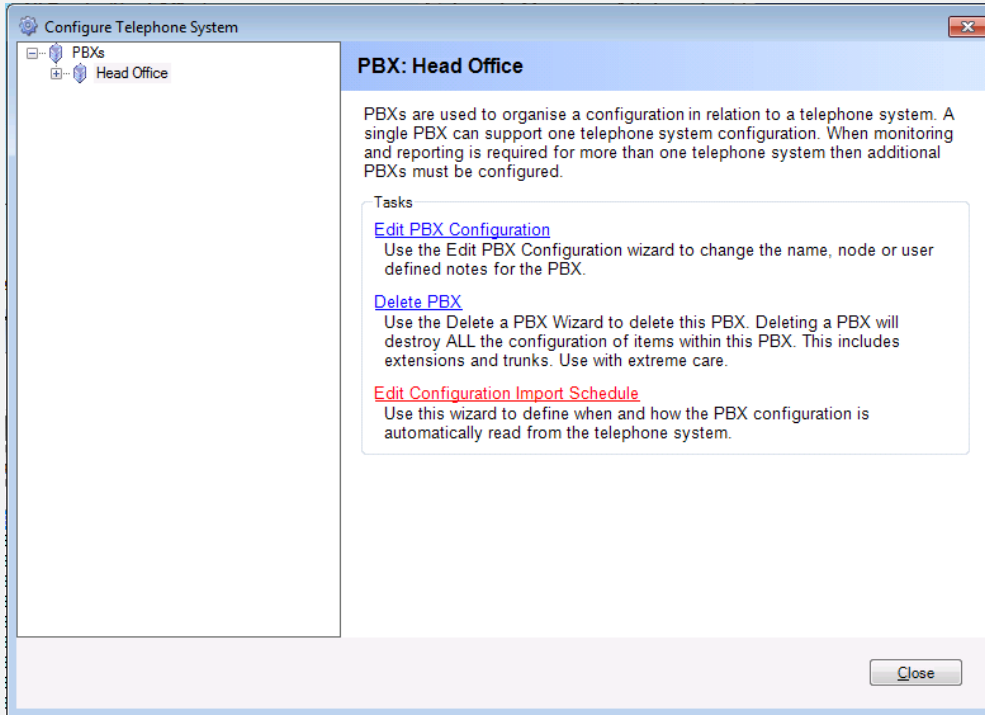 Configure Telephone System
PBXs
Head Office
PBX: Head Office
PBXs are used to organise a configuration in relation to a telephone system. A
single PBX can support one telephone system configuration. When monitoring
and reporting is required for more than one telephone system then additional
PBXs must be configured.
Tasks
Edit PBX Configuration
Use the Edit PBX Configuration wizard to change the name, node or user
defined notes for the PBX.
Delete PBX
Use the Delete a PBX Wizard to delete this PBX. Deleting a PBX will
destroy ALL the configuration of items within this PBX. This includes
extensions and trunks. Use with extreme care.
Edit Configuration Import Schedule
Use this wizard to define when and how the PBX configuration is
automatically read from the telephone system.
Close